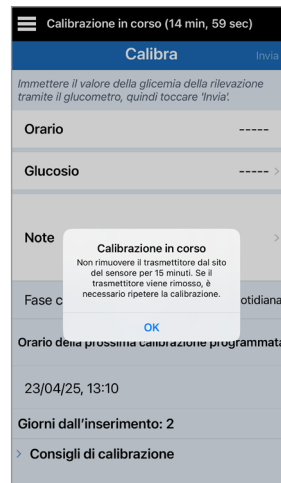 Calibrazione in corso (14 min, 59 sec)
Calibra
Invia
Immettere il valore della glicemia della rilevazione
tramite il glucometro, quindi toccare 'Invia'.
Orario -----
Glucosio ----- >
Note >
Calibrazione in corso
Non rimuovere il trasmettitore dal sito
del sensore per 15 minuti. Se il
trasmettitore viene rimosso, è
necessario ripetere la calibrazione.
OK
Fase c otidiana
Orario della prossima calibrazione programmata
23/04/25, 13:10
Giorni dall'inserimento: 2
> Consigli di calibrazione